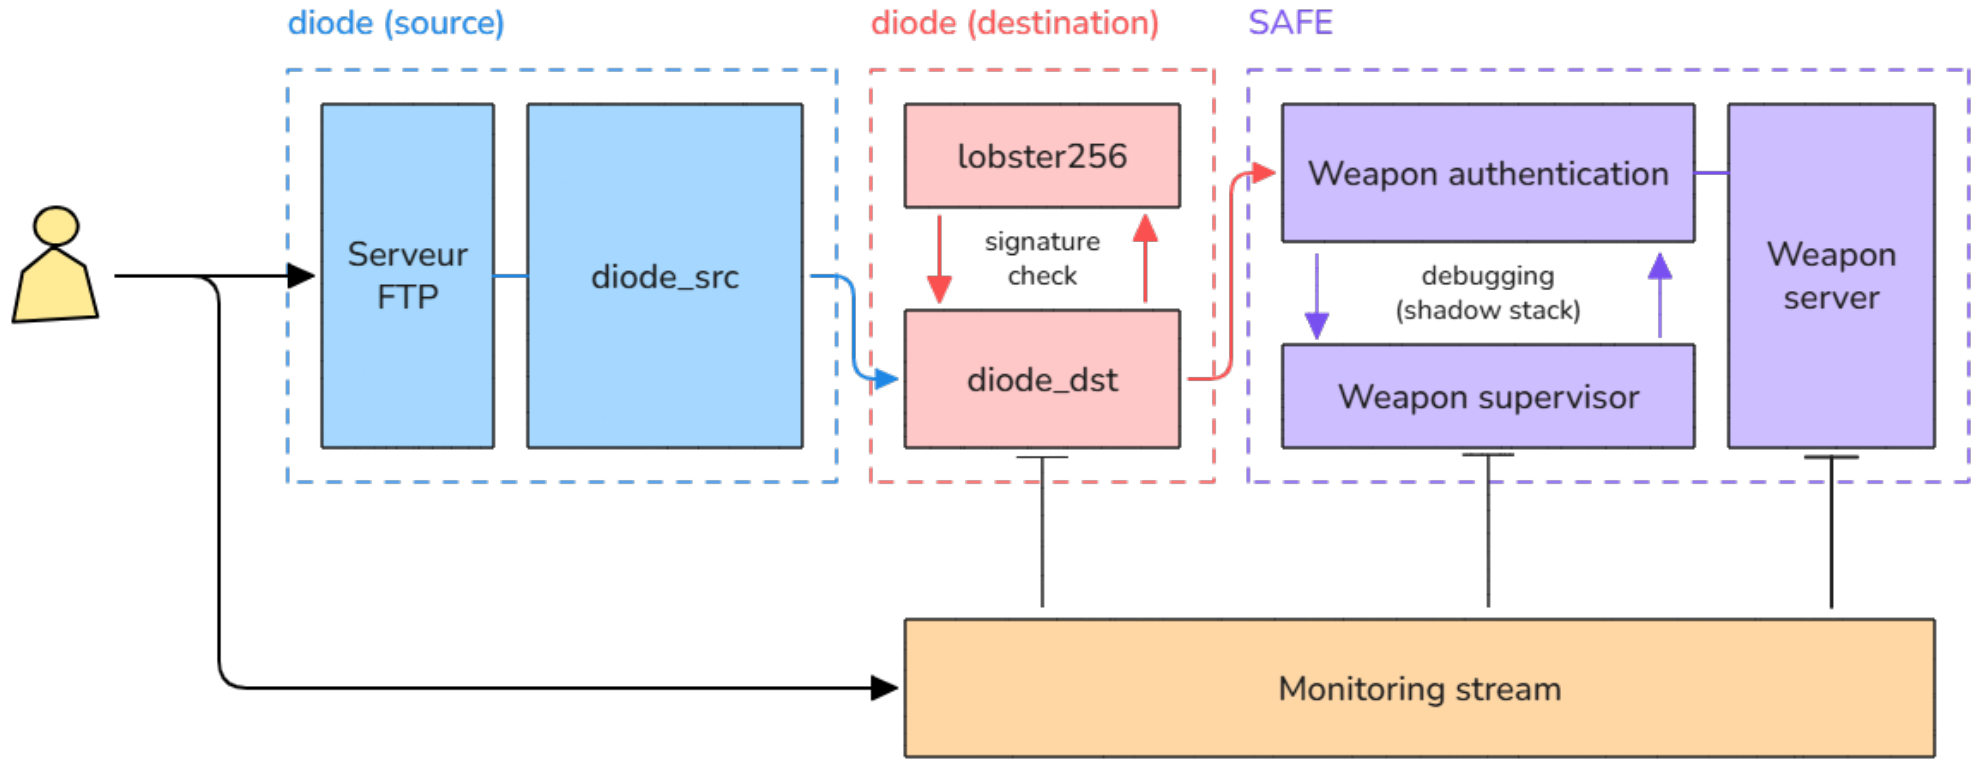 diode (source)
diode (destination)
SAFE
Serveur
FTP
diode_src
lobster256
signature
check
diode_dst
Weapon authentication
debugging
(shadow stack)
Weapon supervisor
Weapon
server
Monitoring stream